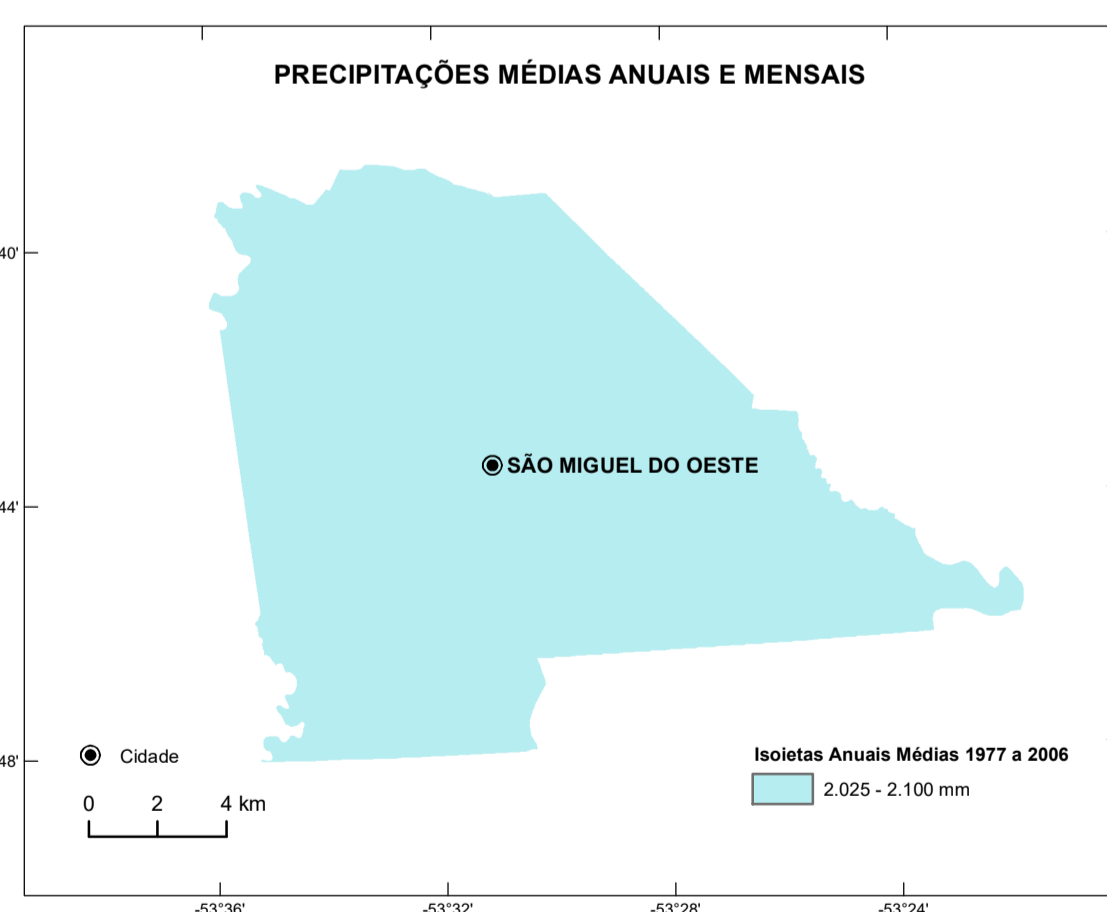 PRECIPITAÇÕES MÉDIAS ANUAIS E MENSAIS
40'
SÃO MIGUEL DO OESTE
44'
48'
Cidade
0 2 4 km
Isoietas Anuais Médias 1977 a 2006
2.025 - 2.100 mm
-53°36' -53°32' -53°28' -53°24'